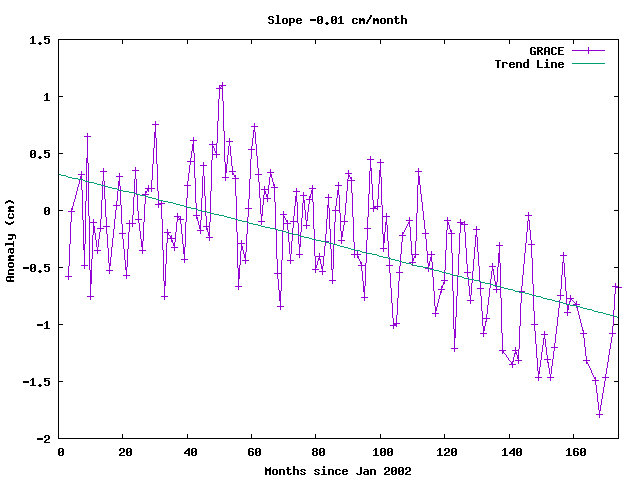 Slope -0.01 cm/month
GRACE
Trend Line
1.5
1
0.5
0
-0.5
-1
-1.5
-2
Anomaly (cm)
0 20 40 60 80 100 120 140 160
Months since Jan 2002